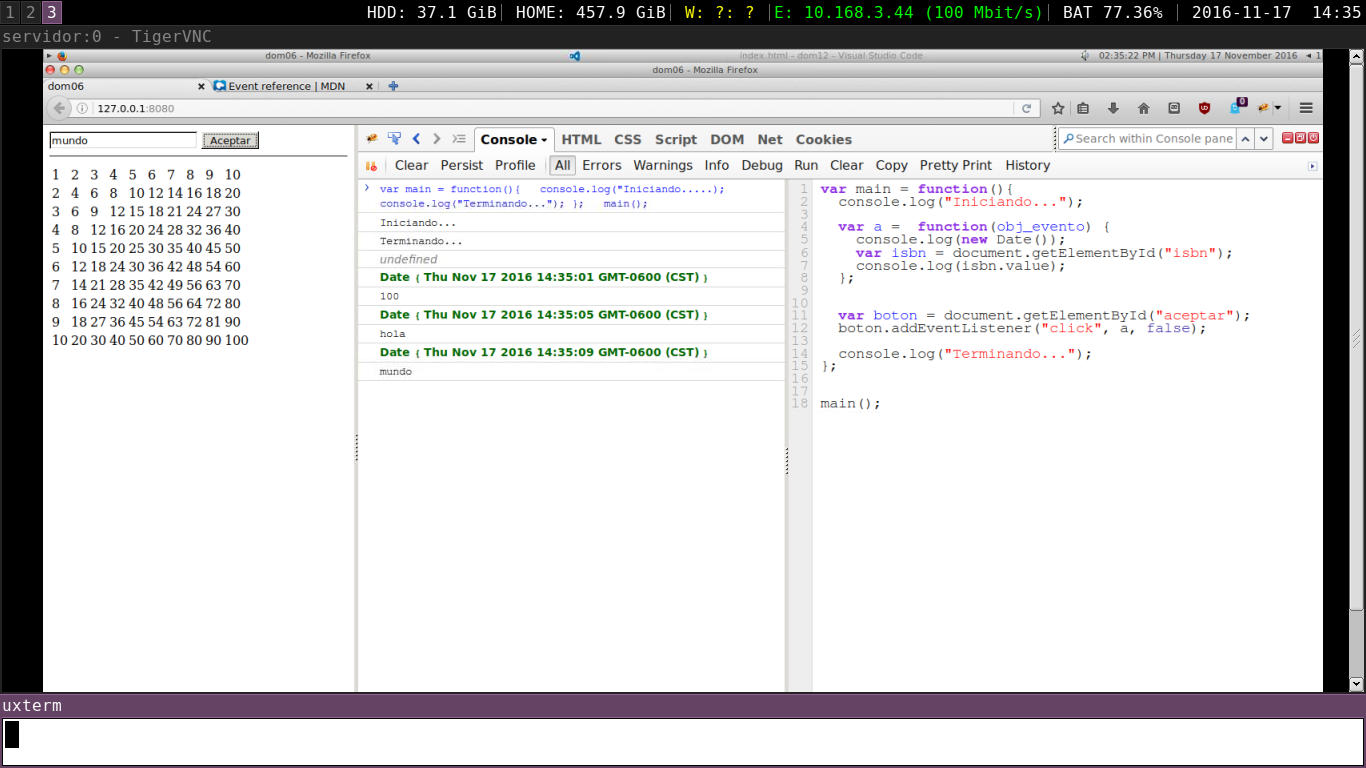 1 2 3 HDD: 37.1 GiB| HOME: 457.9 GiB| W: ?: ? |E: 10.168.3.44 (100 Mbit/s)| BAT 77.36% | 2016-11-17 14:35
servidor:0 - TigerVNC
dom06 - Mozilla Firefox index.html - dom12 - Visual Studio Code 02:35:22 PM | Thursday 17 November 2016 1
dom06 - Mozilla Firefox
dom06 Event reference | MDN
127.0.0.1:8080 0
mundo Aceptar
1 2 3 4 5 6 7 8 9 10
2 4 6 8 10 12 14 16 18 20
3 6 9 12 15 18 21 24 27 30
4 8 12 16 20 24 28 32 36 40
5 10 15 20 25 30 35 40 45 50
6 12 18 24 30 36 42 48 54 60
7 14 21 28 35 42 49 56 63 70
8 16 24 32 40 48 56 64 72 80
9 18 27 36 45 54 63 72 81 90
10 20 30 40 50 60 70 80 90 100
Console HTML CSS Script DOM Net Cookies Search within Console pane
Clear Persist Profile All Errors Warnings Info Debug Run Clear Copy Pretty Print History
var main = function(){ console.log("Iniciando.....);
console.log("Terminando..."); }; main();
Iniciando...
Terminando...
undefined
Date { Thu Nov 17 2016 14:35:01 GMT-0600 (CST) }
100
Date { Thu Nov 17 2016 14:35:05 GMT-0600 (CST) }
hola
Date { Thu Nov 17 2016 14:35:09 GMT-0600 (CST) }
mundo
1 var main = function(){
2 console.log("Iniciando...");
3
4 var a = function(obj_evento) {
5 console.log(new Date());
6 var isbn = document.getElementById("isbn");
7 console.log(isbn.value);
8 };
9
10
11 var boton = document.getElementById("aceptar");
12 boton.addEventListener("click", a, false);
13
14 console.log("Terminando...");
15 };
16
17
18 main();
uxterm